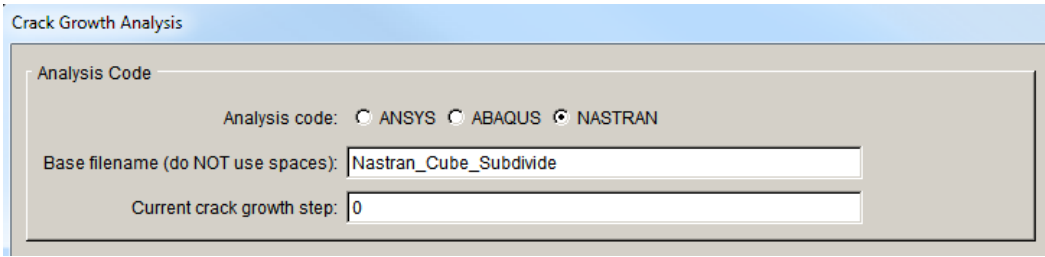 Crack Growth Analysis
Analysis Code
Analysis code: ANSYS ABAQUS NASTRAN
Base filename (do NOT use spaces): Nastran_Cube_Subdivide
Current crack growth step: 0